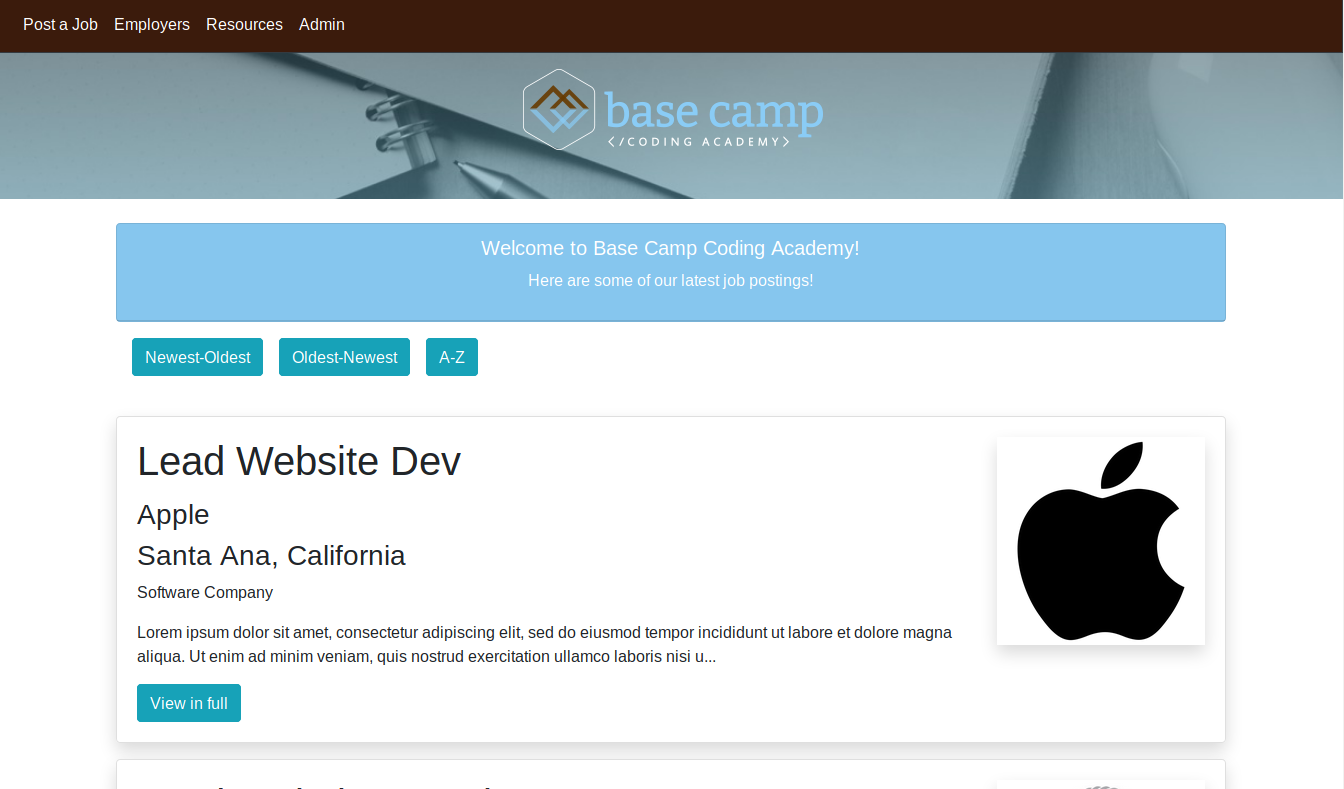 Post a Job Employers Resources Admin
base camp
</CODING ACADEMY>
Welcome to Base Camp Coding Academy!
Here are some of our latest job postings!
Newest-Oldest Oldest-Newest A-Z
Lead Website Dev
Apple
Santa Ana, California
Software Company
Lorem ipsum dolor sit amet, consectetur adipiscing elit, sed do eiusmod tempor incididunt ut labore et dolore magna
aliqua. Ut enim ad minim veniam, quis nostrud exercitation ullamco laboris nisi u...
View in full